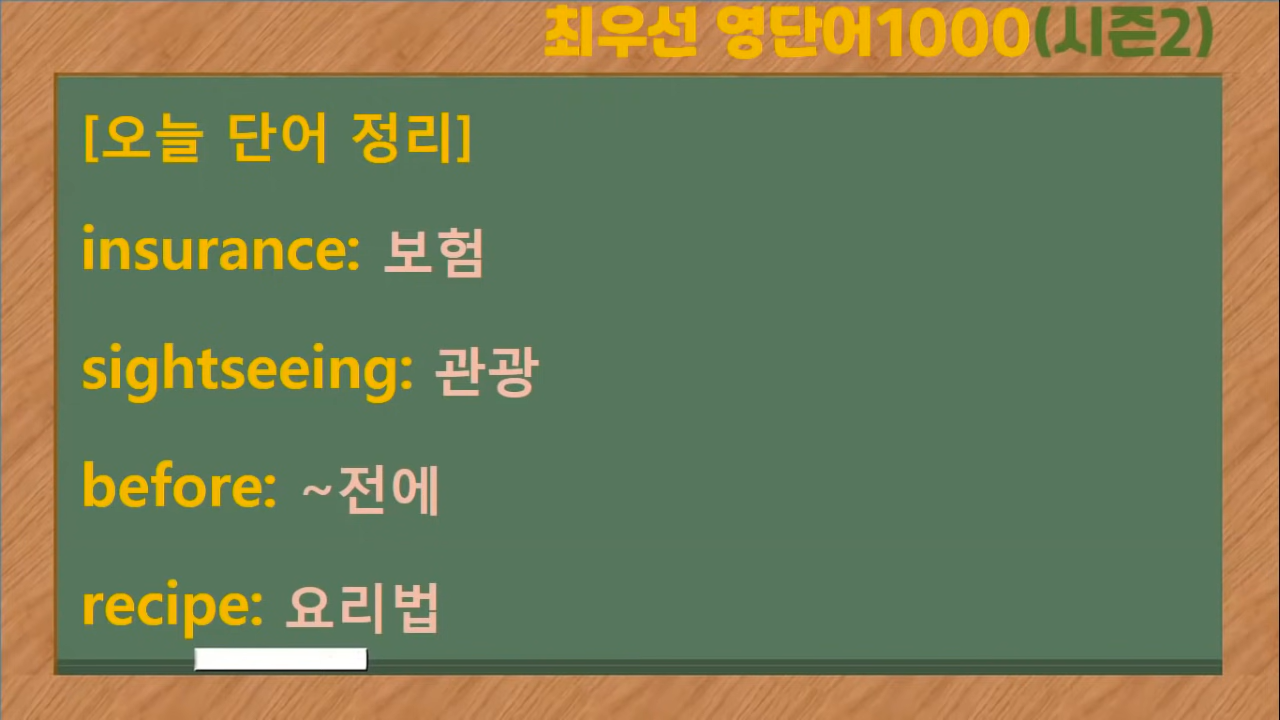 최우선 영단어1000(시즌2)
[오늘 단어 정리]
insurance: 보험
sightseeing: 관광
before: ~전에
recipe: 요리법